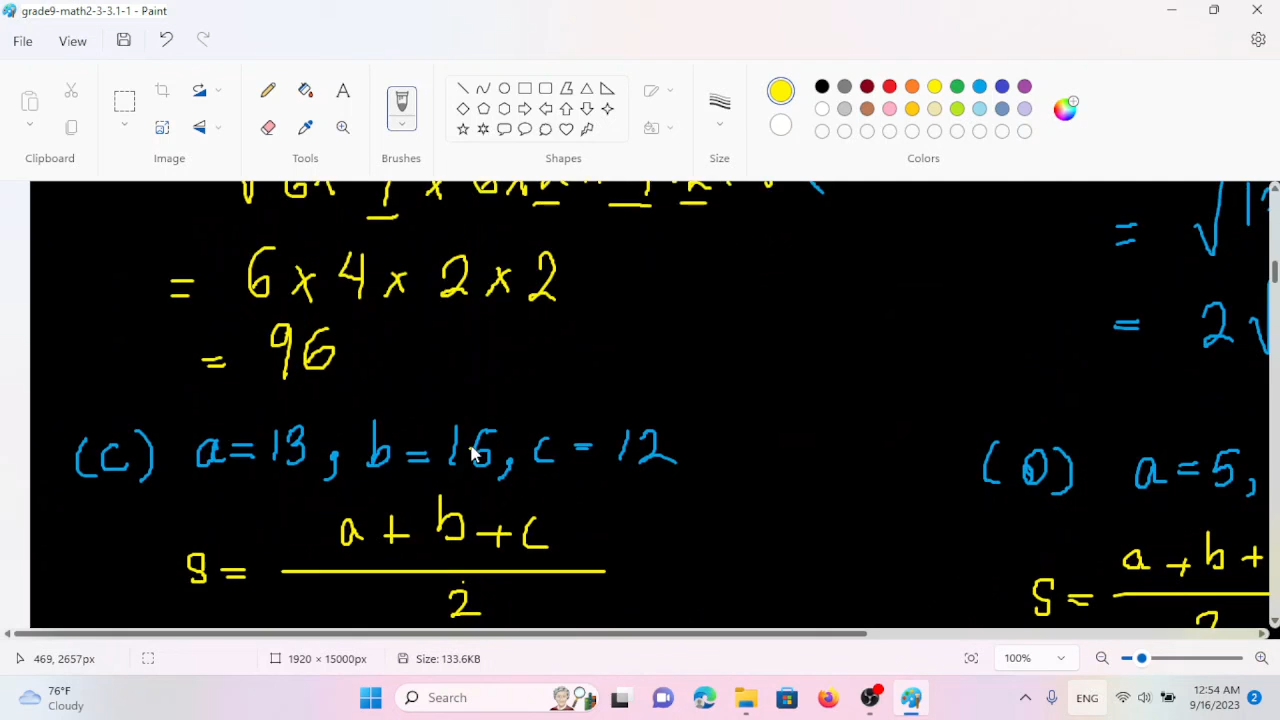 grade9-math2-3-3.1-1 - Paint
File View
Clipboard Image Tools Brushes Shapes Size Colors
= 6 × 4 × 2 × 2
= 96
= 2 √
(C) a = 13, b = 15, c = 12
a = 5,
S = a + b + c
2
S = a + b +
469, 2657px 1920 × 15000px Size: 133.6KB 100%
76°F
Cloudy
Search
ENG
12:54 AM
9/16/2023
2